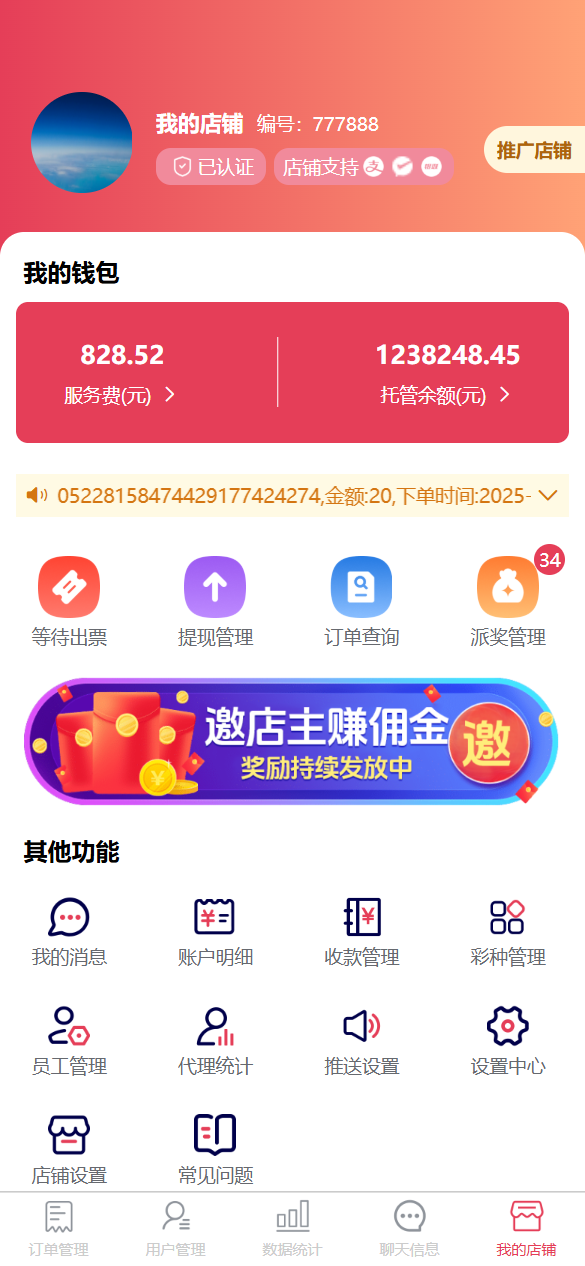 我的店铺 编号：777888
推广店铺
已认证 店铺支持
我的钱包
828.52 1238248.45
服务费(元) 托管余额(元)
05228158474429177424274,金额:20,下单时间:2025-
34
等待出票 提现管理 订单查询 派奖管理
邀店主赚佣金
奖励持续发放中
邀
其他功能
我的消息 账户明细 收款管理 彩种管理
员工管理 代理统计 推送设置 设置中心
店铺设置 常见问题
订单管理 用户管理 数据统计 聊天信息 我的店铺